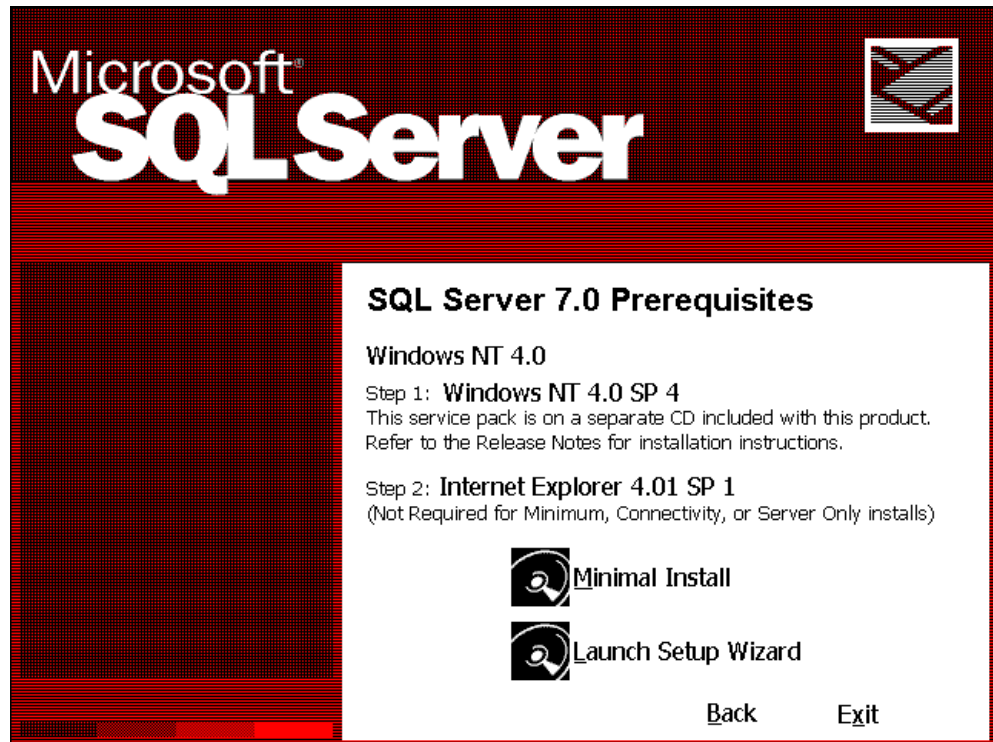 Microsoft®
SQL Server
SQL Server 7.0 Prerequisites
Windows NT 4.0
Step 1: Windows NT 4.0 SP 4
This service pack is on a separate CD included with this product.
Refer to the Release Notes for installation instructions.
Step 2: Internet Explorer 4.01 SP 1
(Not Required for Minimum, Connectivity, or Server Only installs)
Minimal Install
Launch Setup Wizard
Back Exit